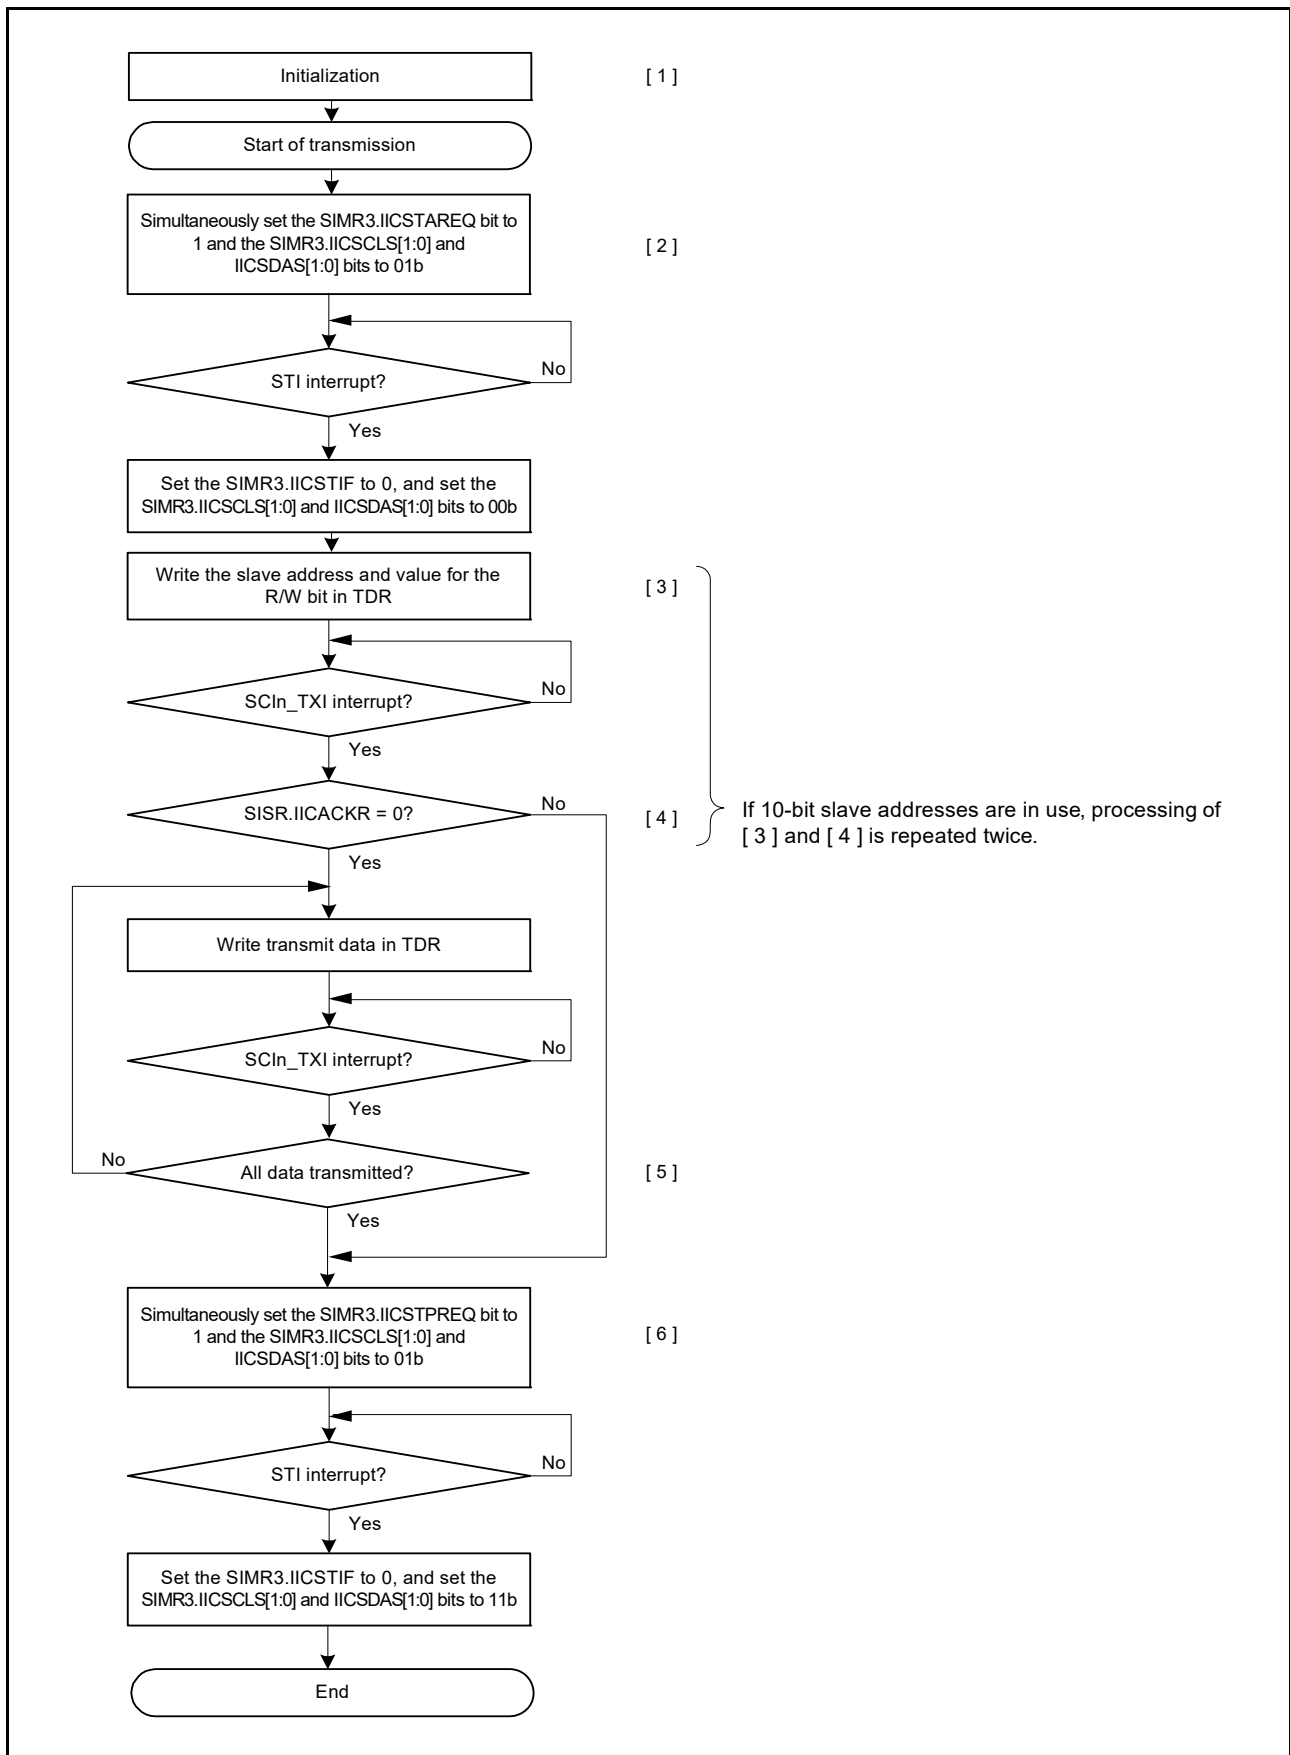 Initialization
[ 1 ]
Start of transmission
Simultaneously set the SIMR3.IICSTAREQ bit to
1 and the SIMR3.IICSCLS[1:0] and
IICSDAS[1:0] bits to 01b
[ 2 ]
STI interrupt?
No
Yes
Set the SIMR3.IICSTIF to 0, and set the
SIMR3.IICSCLS[1:0] and IICSDAS[1:0] bits to 00b
Write the slave address and value for the
R/W bit in TDR
[ 3 ]
SCIn_TXI interrupt?
No
Yes
SISR.IICACKR = 0?
No
[ 4 ]
If 10-bit slave addresses are in use, processing of
[ 3 ] and [ 4 ] is repeated twice.
Yes
Write transmit data in TDR
SCIn_TXI interrupt?
No
Yes
No
All data transmitted?
[ 5 ]
Yes
Simultaneously set the SIMR3.IICSTPREQ bit to
1 and the SIMR3.IICSCLS[1:0] and
IICSDAS[1:0] bits to 01b
[ 6 ]
STI interrupt?
No
Yes
Set the SIMR3.IICSTIF to 0, and set the
SIMR3.IICSCLS[1:0] and IICSDAS[1:0] bits to 11b
End